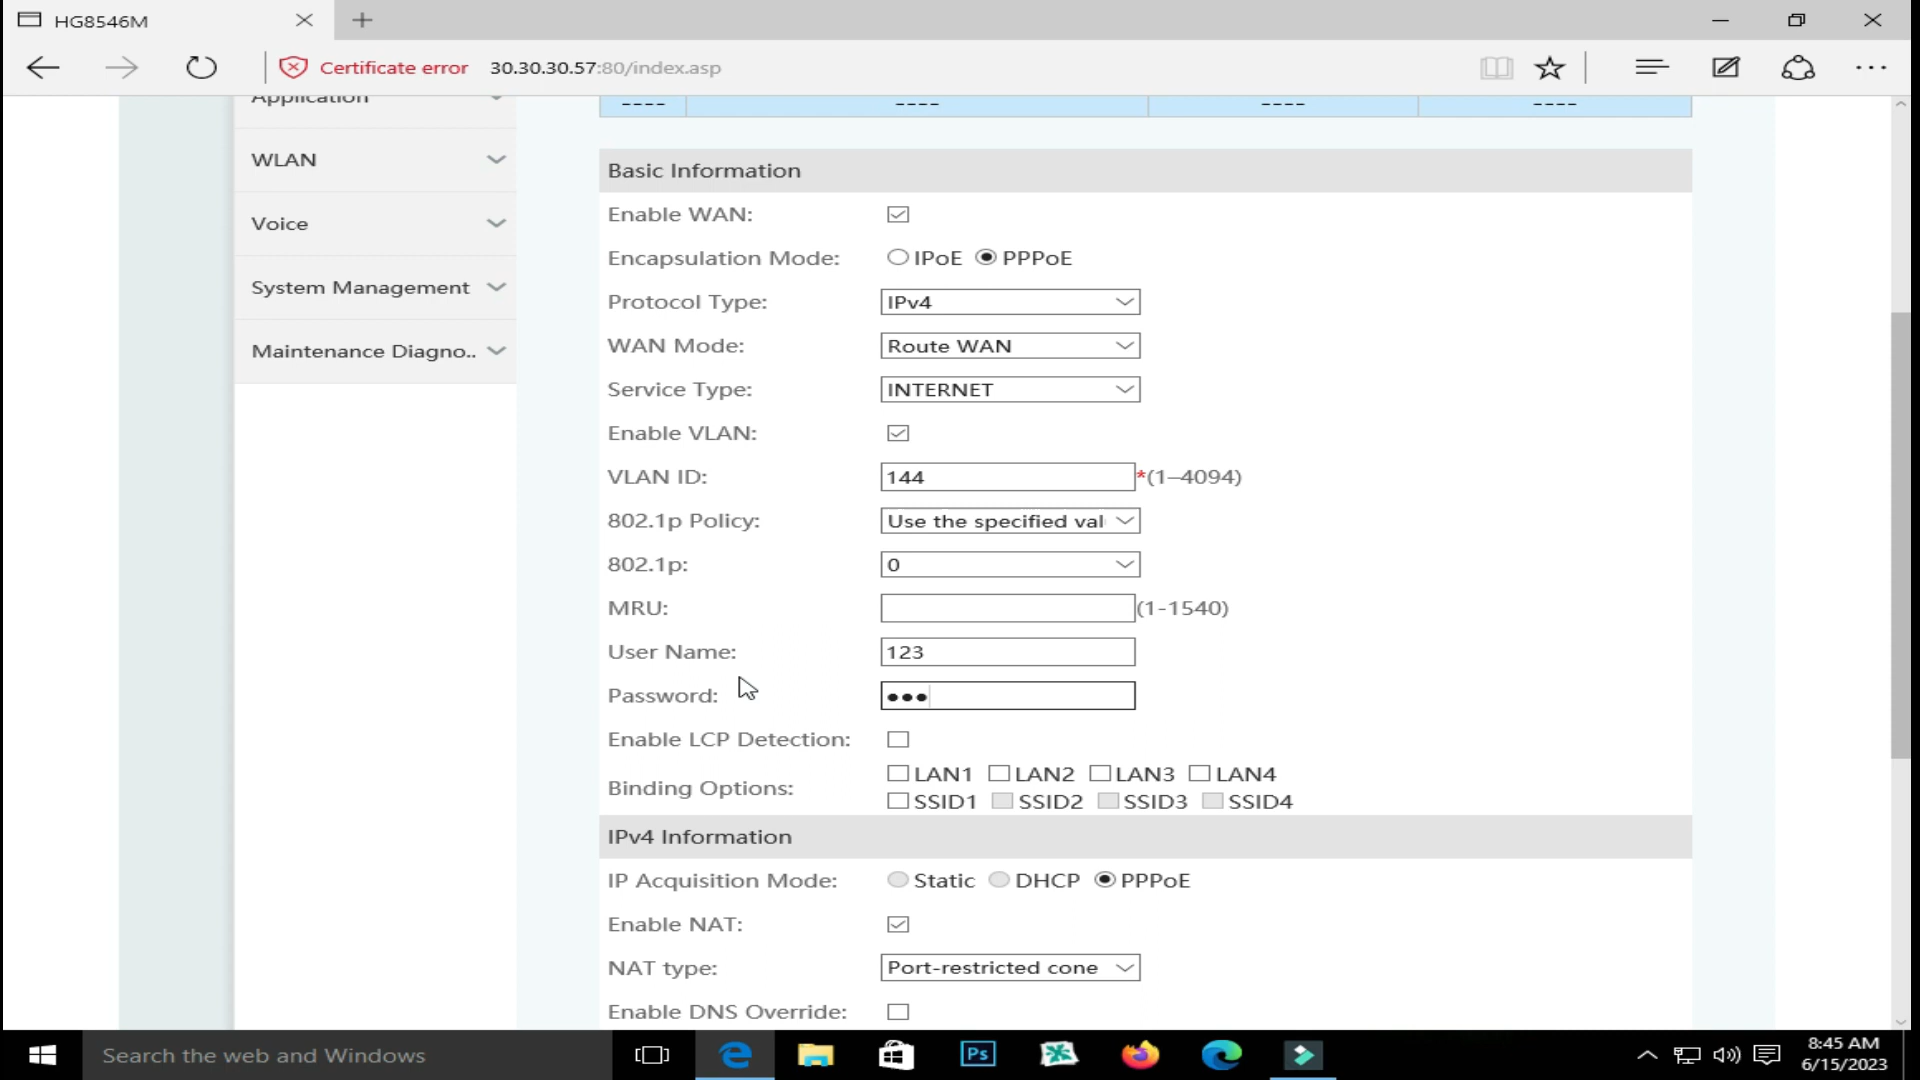 HG8546M
Certificate error 30.30.30.57:80/index.asp
Application
---- ---- ---- ----
WLAN
Voice
System Management
Maintenance Diagno..
Basic Information
Enable WAN:
Encapsulation Mode: IPoE PPPoE
Protocol Type: IPv4
WAN Mode: Route WAN
Service Type: INTERNET
Enable VLAN:
VLAN ID: 144 *(1–4094)
802.1p Policy: Use the specified val
802.1p: 0
MRU: (1-1540)
User Name: 123
Password: ●●●
Enable LCP Detection:
Binding Options: LAN1 LAN2 LAN3 LAN4
SSID1 SSID2 SSID3 SSID4
IPv4 Information
IP Acquisition Mode: Static DHCP PPPoE
Enable NAT:
NAT type: Port-restricted cone
Enable DNS Override:
Search the web and Windows
Ps
8:45 AM
6/15/2023